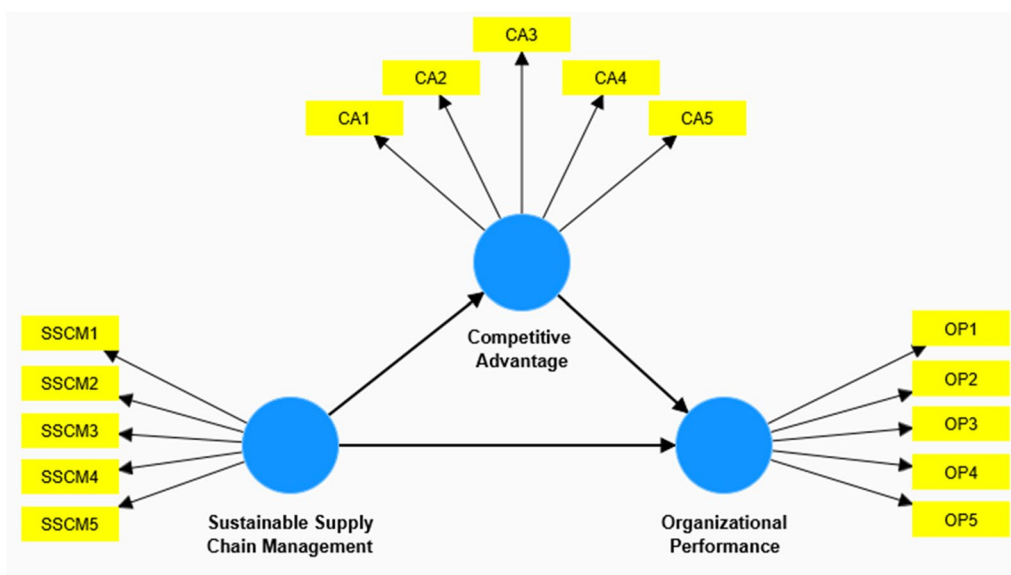 CA3
CA2
CA4
CA1
CA5
Competitive
Advantage
SSCM1
SSCM2
SSCM3
SSCM4
SSCM5
Sustainable Supply
Chain Management
OP1
OP2
OP3
OP4
OP5
Organizational
Performance